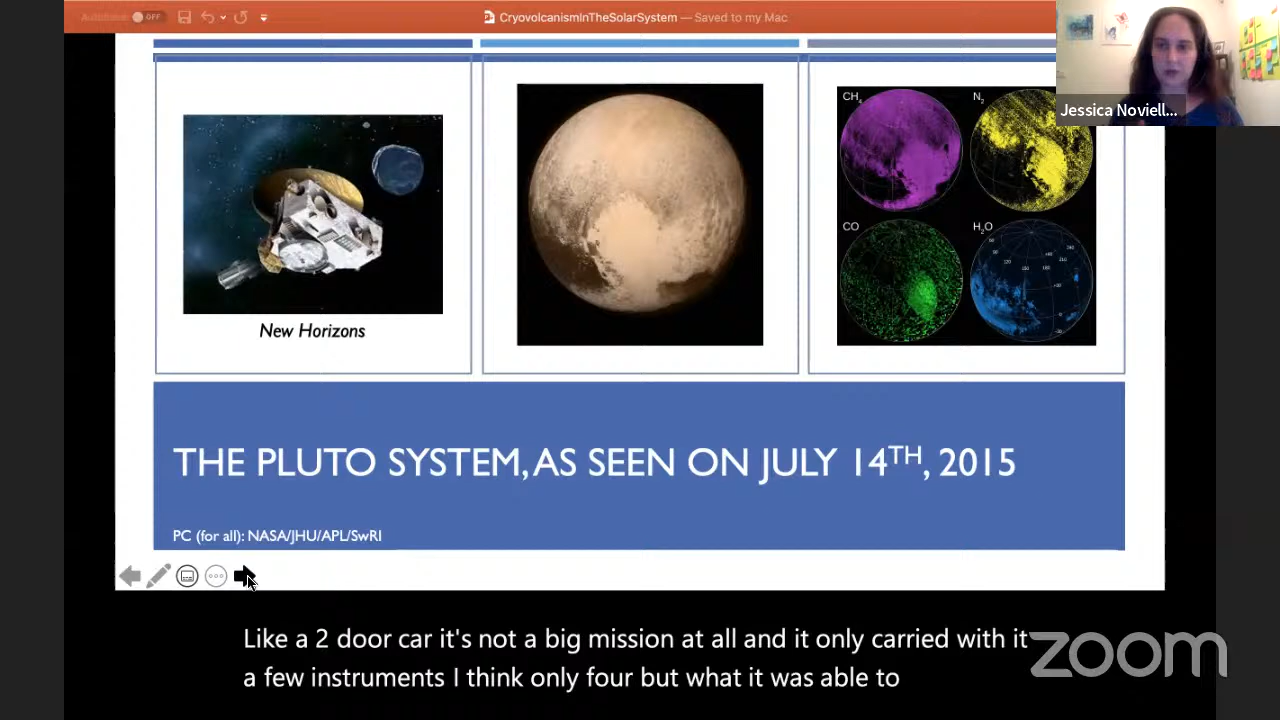 AutoSave OFF
CryovolcanismInTheSolarSystem — Saved to my Mac
Jessica Noviell...
CH4
N2
CO
H2O
New Horizons
THE PLUTO SYSTEM, AS SEEN ON JULY 14TH, 2015
PC (for all): NASA/JHU/APL/SwRI
Like a 2 door car it's not a big mission at all and it only carried with it
a few instruments I think only four but what it was able to
zoom